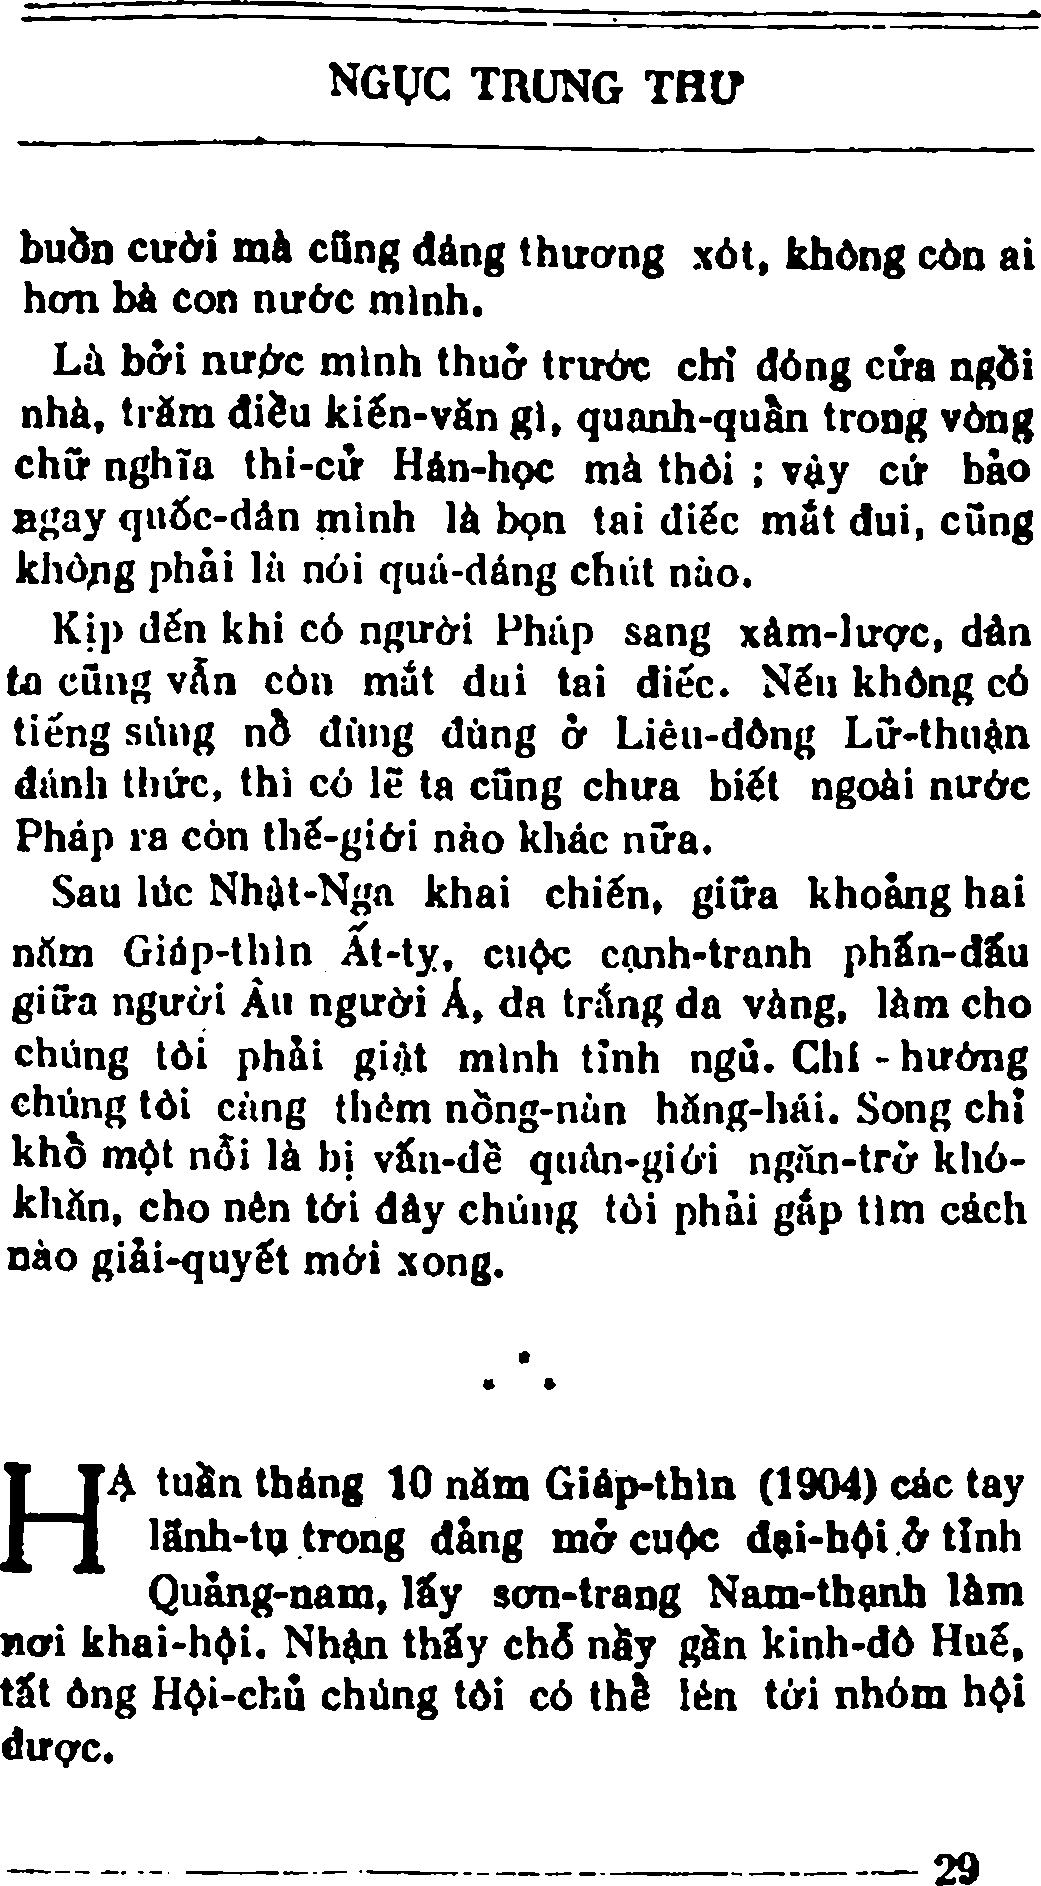 NGỤC TRUNG THƯ
buồn cười mà cũng đáng thương xót, không còn ai
hơn bà con nước mình.
Là bởi nước mình thuở trước chỉ đóng cửa ngồi
nhà, trăm điều kiến-văn gì, quanh-quẩn trong vòng
chữ nghĩa thi-cử Hán-học mà thôi ; vậy cứ bảo
ngay quốc-dân mình là bọn tai điếc mắt đui, cũng
không phải là nói quá-đáng chút nào.
Kịp đến khi có người Pháp sang xâm-lược, dân
ta cũng vẫn còn mắt đui tai điếc. Nếu không có
tiếng súng nổ đùng đùng ở Liêu-đông Lữ-thuận
đánh thức, thì có lẽ ta cũng chưa biết ngoài nước
Pháp ra còn thế-giới nào khác nữa.
Sau lúc Nhật-Nga khai chiến, giữa khoảng hai
năm Giáp-thìn Ất-tỵ, cuộc cạnh-tranh phấn-đấu
giữa người Âu người Á, da trắng da vàng, làm cho
chúng tôi phải giật mình tỉnh ngủ. Chí - hướng
chúng tôi càng thêm nồng-nàn hăng-hái. Song chỉ
khổ một nỗi là bị vấn-đề quân-giới ngăn-trở khó-
khăn, cho nên tới đây chúng tôi phải gấp tìm cách
nào giải-quyết mới xong.
HẠ tuần tháng 10 năm Giáp-thìn (1904) các tay
lãnh-tụ trong đảng mở cuộc đại-hội ở tỉnh
Quảng-nam, lấy sơn-trang Nam-thạnh làm
nơi khai-hội. Nhận thấy chỗ nầy gần kinh-đô Huế,
tất ông Hội-chủ chúng tôi có thể lên tới nhóm hội
được.
29